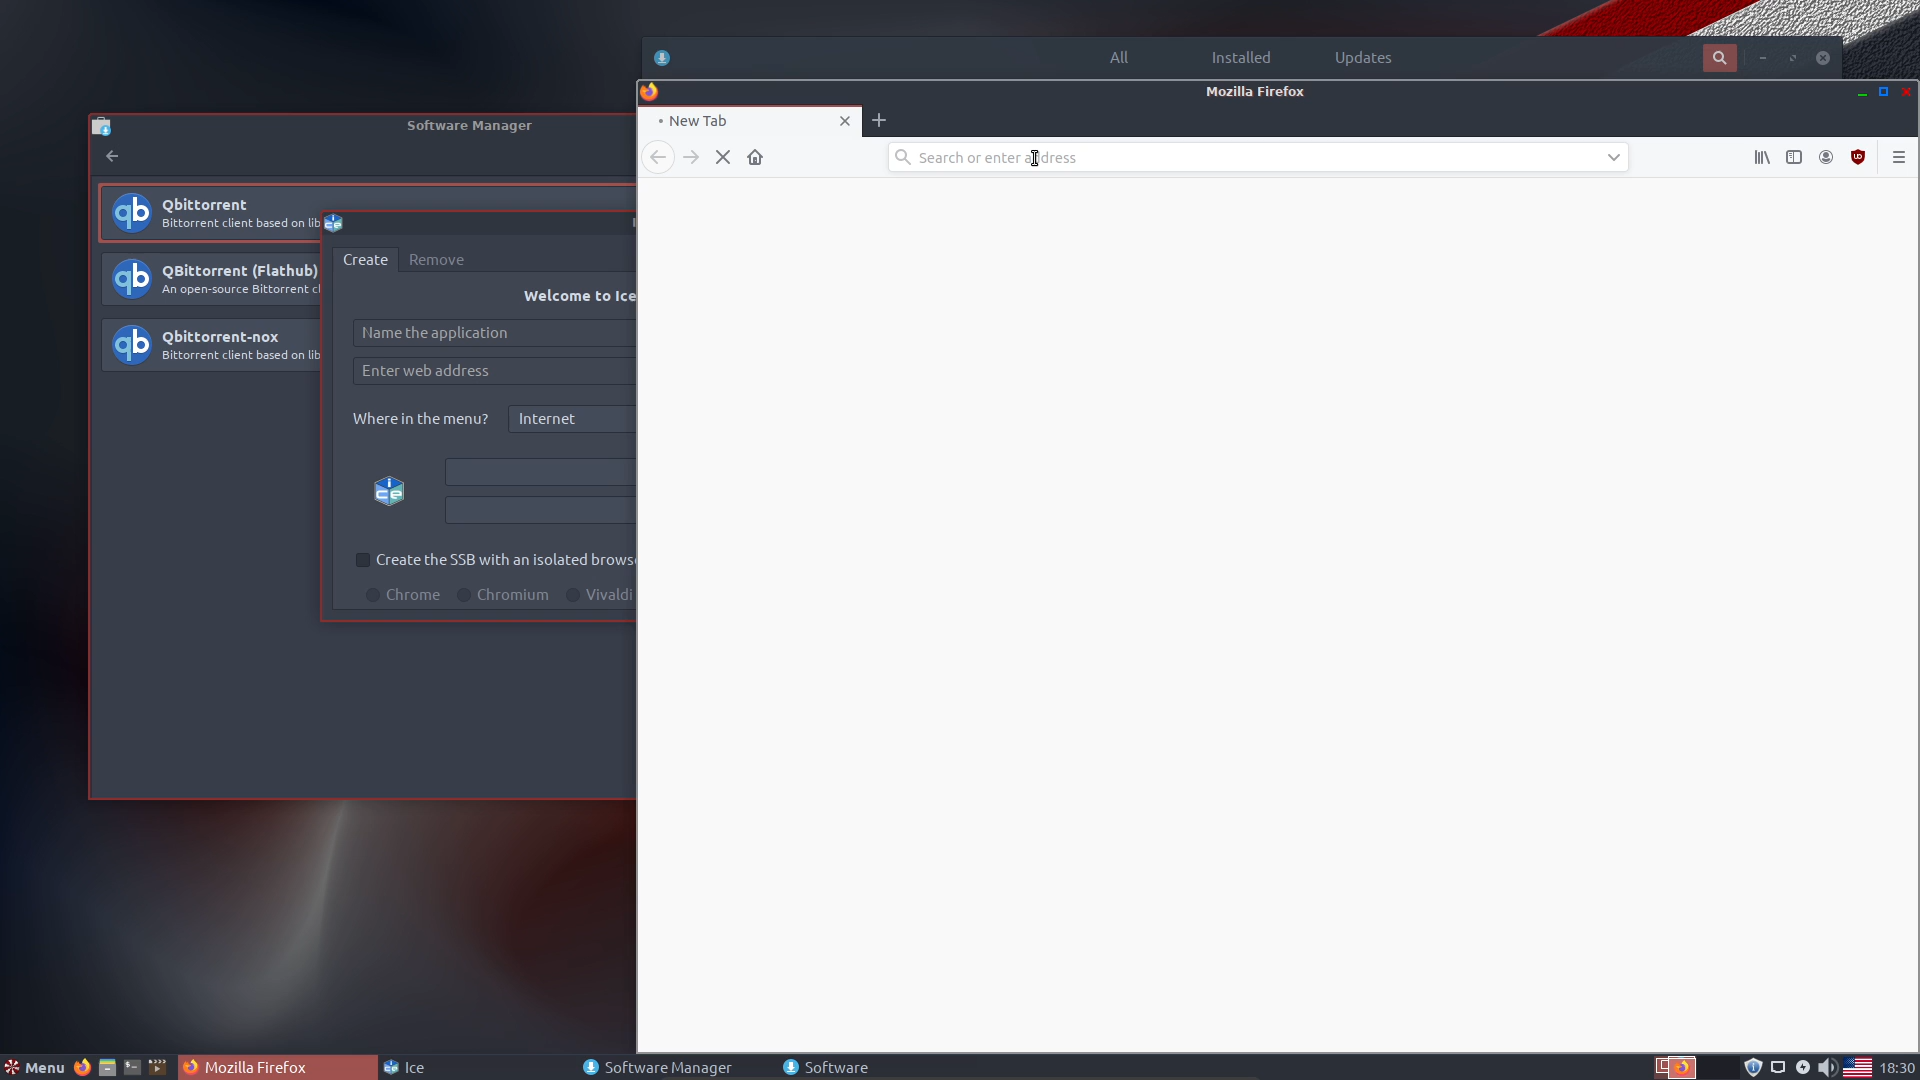 All
Installed
Updates
Mozilla Firefox
New Tab
Search or enter address
Software Manager
Qbittorrent
Bittorrent client based on lib
QBittorrent (Flathub)
An open-source Bittorrent cl
Qbittorrent-nox
Bittorrent client based on lib
ice
Create
Remove
Welcome to Ice
Name the application
Enter web address
Where in the menu?
Internet
ice
Create the SSB with an isolated browse
Chrome
Chromium
Vivaldi
Menu
Mozilla Firefox
Ice
Software Manager
Software
18:30